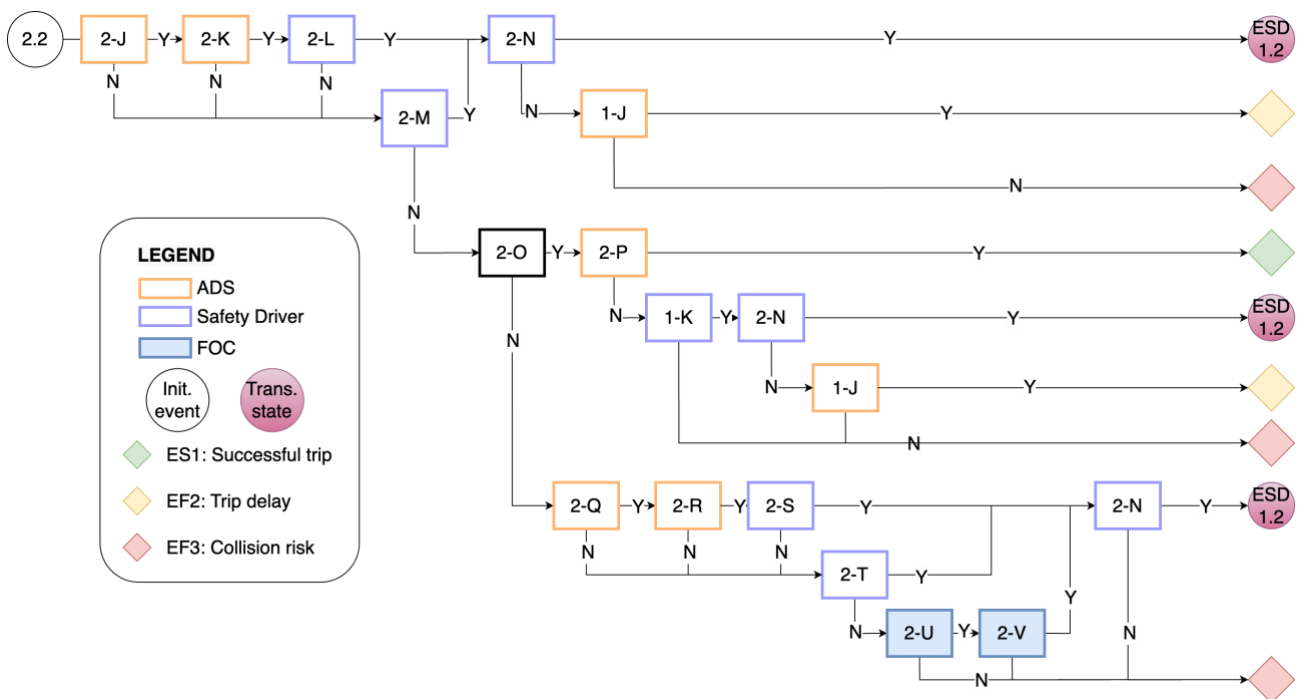 2.2 2-J Y 2-K Y 2-L Y 2-N Y ESD
1.2
N N N
2-M Y N 1-J Y
N
N
2-O Y 2-P Y
N 1-K Y 2-N Y ESD
1.2
N
N 1-J Y
N
2-Q Y 2-R Y 2-S Y 2-N Y ESD
1.2
N N N
2-T Y
Y
N 2-U Y 2-V N
N
LEGEND
ADS
Safety Driver
FOC
Init.
event
Trans.
state
ES1: Successful trip
EF2: Trip delay
EF3: Collision risk